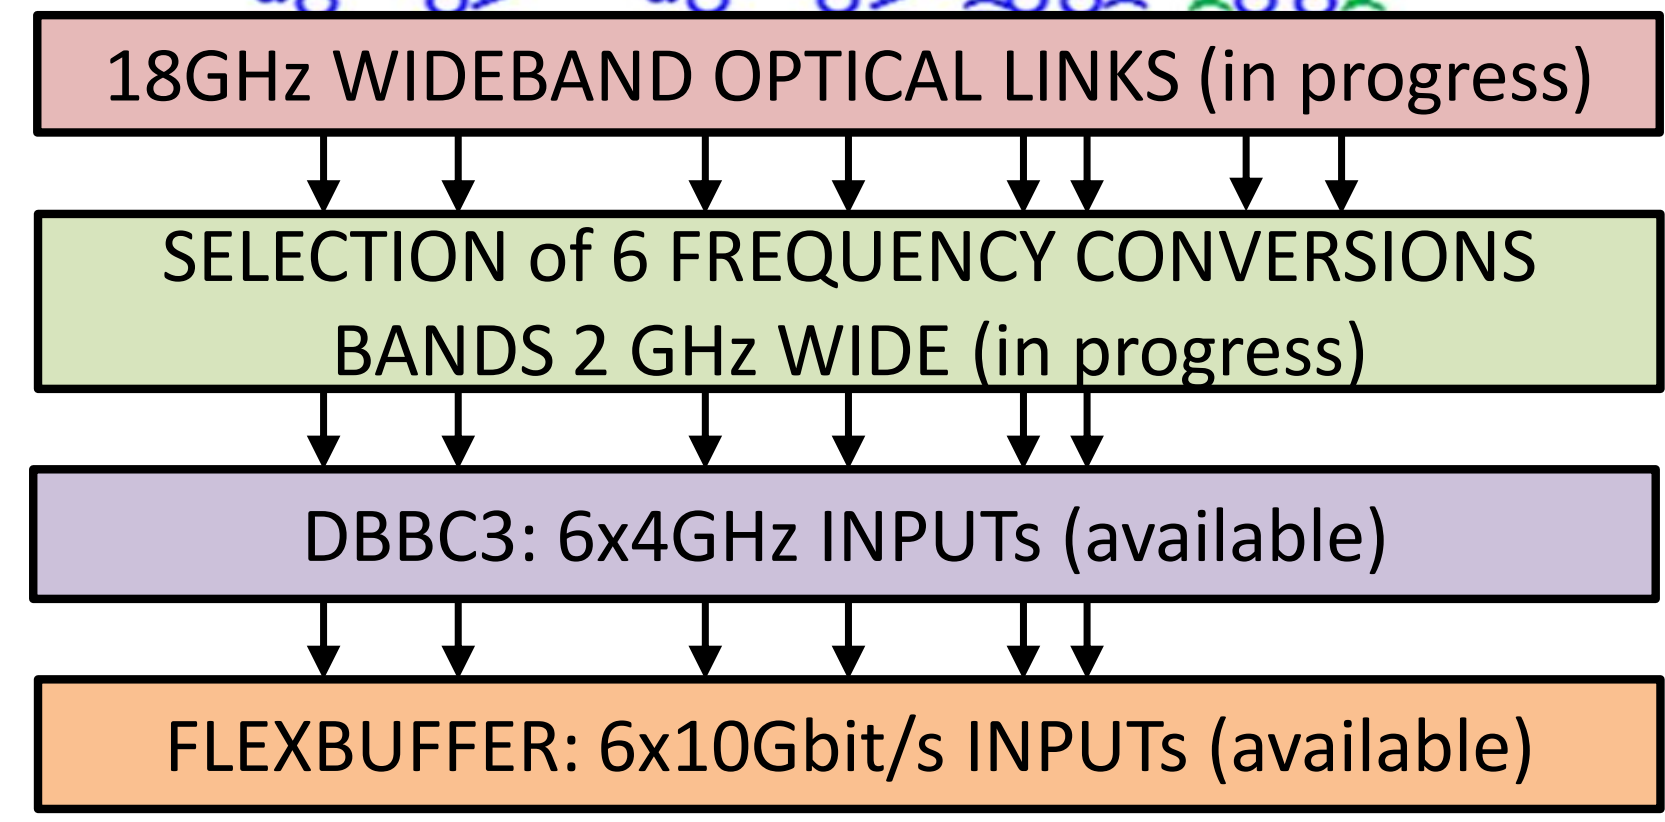 18GHz WIDEBAND OPTICAL LINKS (in progress)
SELECTION of 6 FREQUENCY CONVERSIONS
BANDS 2 GHz WIDE (in progress)
DBBC3: 6x4GHz INPUTs (available)
FLEXBUFFER: 6x10Gbit/s INPUTs (available)